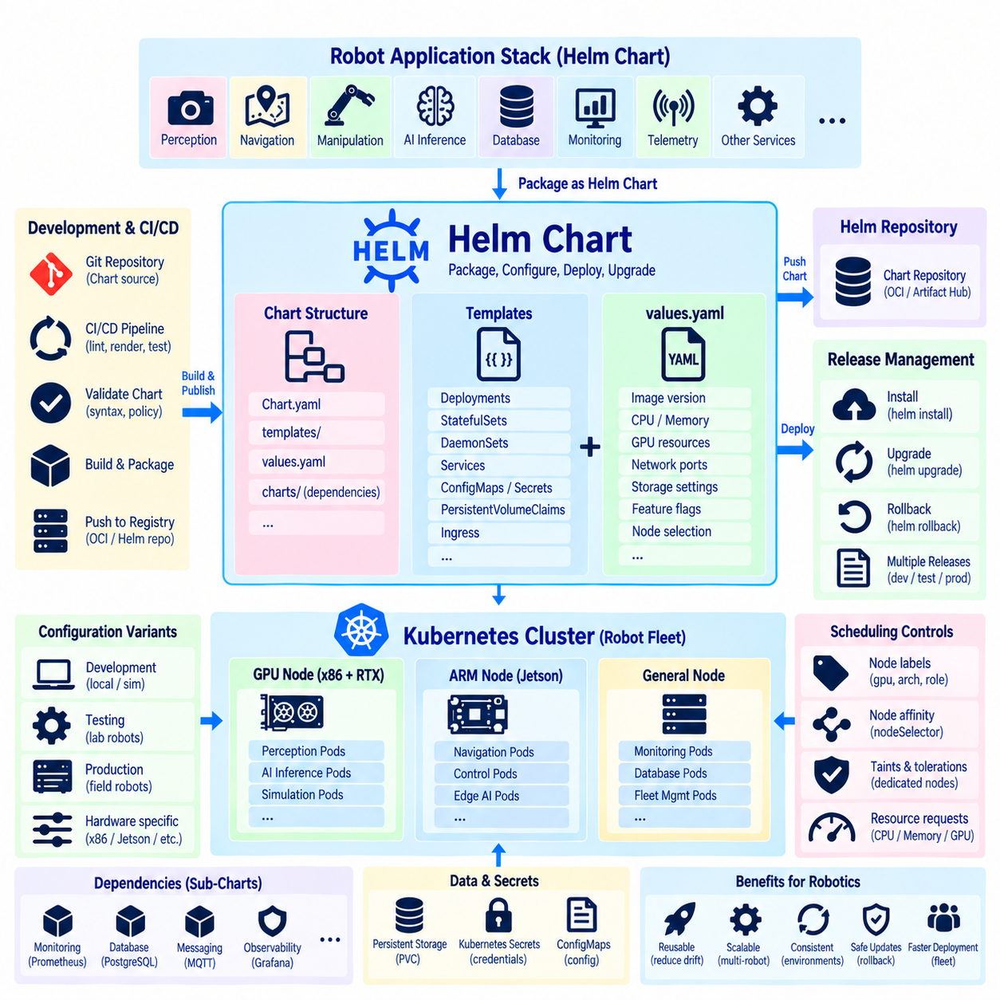 Robot Application Stack (Helm Chart)
Perception
Navigation
Manipulation
AI Inference
Database
Monitoring
Telemetry
Other Services
...
Package as Helm Chart
Development & CI/CD
Git Repository
(Chart source)
CI/CD Pipeline
(lint, render, test)
Validate Chart
(syntax, policy)
Build & Package
Push to Registry
(OCI / Helm repo)
Build &
Publish
HELM
Helm Chart
Package, Configure, Deploy, Upgrade
Chart Structure
Chart.yaml
templates/
values.yaml
charts/ (dependencies)
...
Templates
{{ }}
Deployments
StatefulSets
DaemonSets
Services
ConfigMaps / Secrets
PersistentVolumeClaims
Ingress
...
+
values.yaml
YAML
Image version
CPU / Memory
GPU resources
Network ports
Storage settings
Feature flags
Node selection
...
Push
Chart
Deploy
Helm Repository
Chart Repository
(OCI / Artifact Hub)
Release Management
Install
(helm install)
Upgrade
(helm upgrade)
Rollback
(helm rollback)
Multiple Releases
(dev / test / prod)
Configuration Variants
Development
(local / sim)
Testing
(lab robots)
Production
(field robots)
Hardware specific
(x86 / Jetson / etc.)
Kubernetes Cluster (Robot Fleet)
GPU Node (x86 + RTX)
Perception Pods
AI Inference Pods
Simulation Pods
...
ARM Node (Jetson)
Navigation Pods
Control Pods
Edge AI Pods
...
General Node
Monitoring Pods
Database Pods
Fleet Mgmt Pods
...
Scheduling Controls
Node labels
(gpu, arch, role)
Node affinity
(nodeSelector)
Taints & tolerations
(dedicated nodes)
Resource requests
(CPU / Memory / GPU)
Dependencies (Sub-Charts)
Monitoring
(Prometheus)
Database
(PostgreSQL)
Messaging
(MQTT)
Observability
(Grafana)
...
Data & Secrets
Persistent Storage
(PVC)
Kubernetes Secrets
(credentials)
ConfigMaps
(config)
Benefits for Robotics
Reusable
(reduce drift)
Scalable
(multi-robot)
Consistent
(environments)
Safe Updates
(rollback)
Faster Deployment
(fleet)